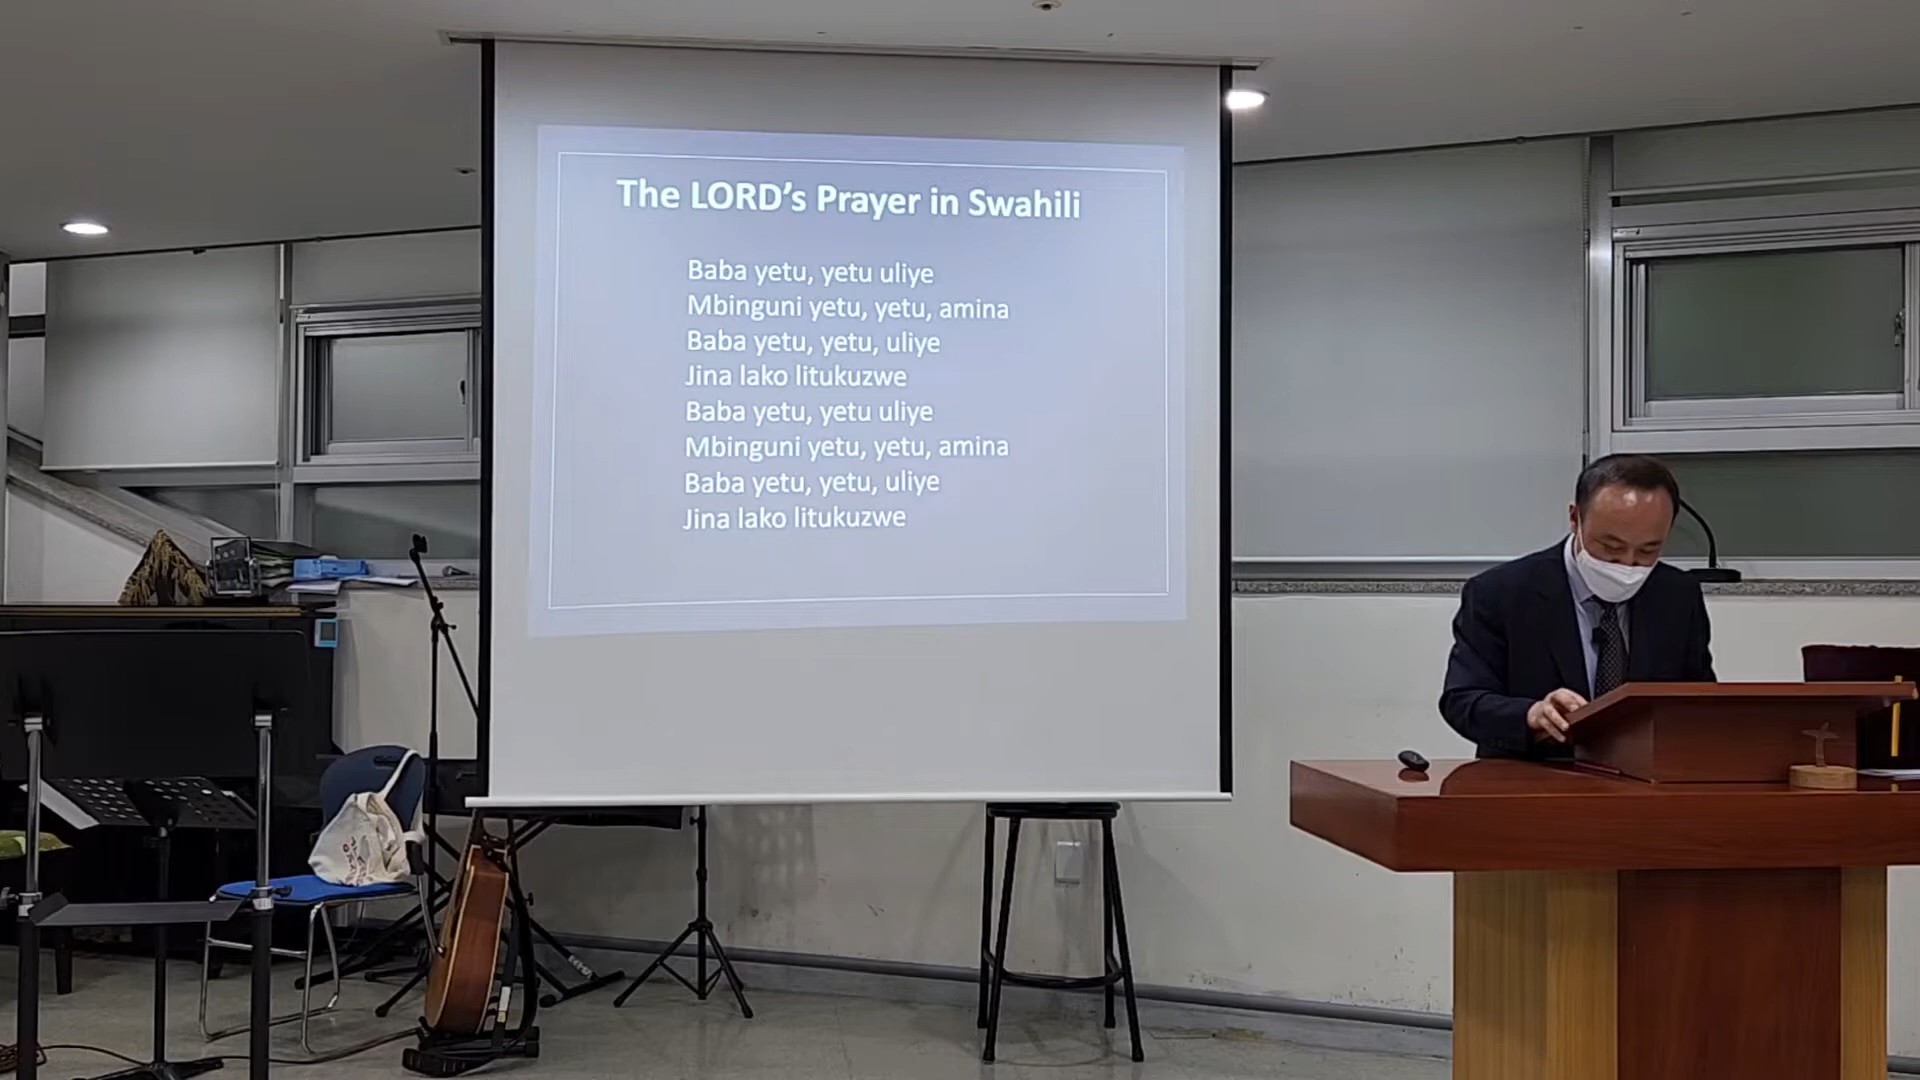 The LORD’s Prayer in Swahili
Baba yetu, yetu uliye
Mbinguni yetu, yetu, amina
Baba yetu, yetu, uliye
Jina lako litukuzwe
Baba yetu, yetu uliye
Mbinguni yetu, yetu, amina
Baba yetu, yetu, uliye
Jina lako litukuzwe